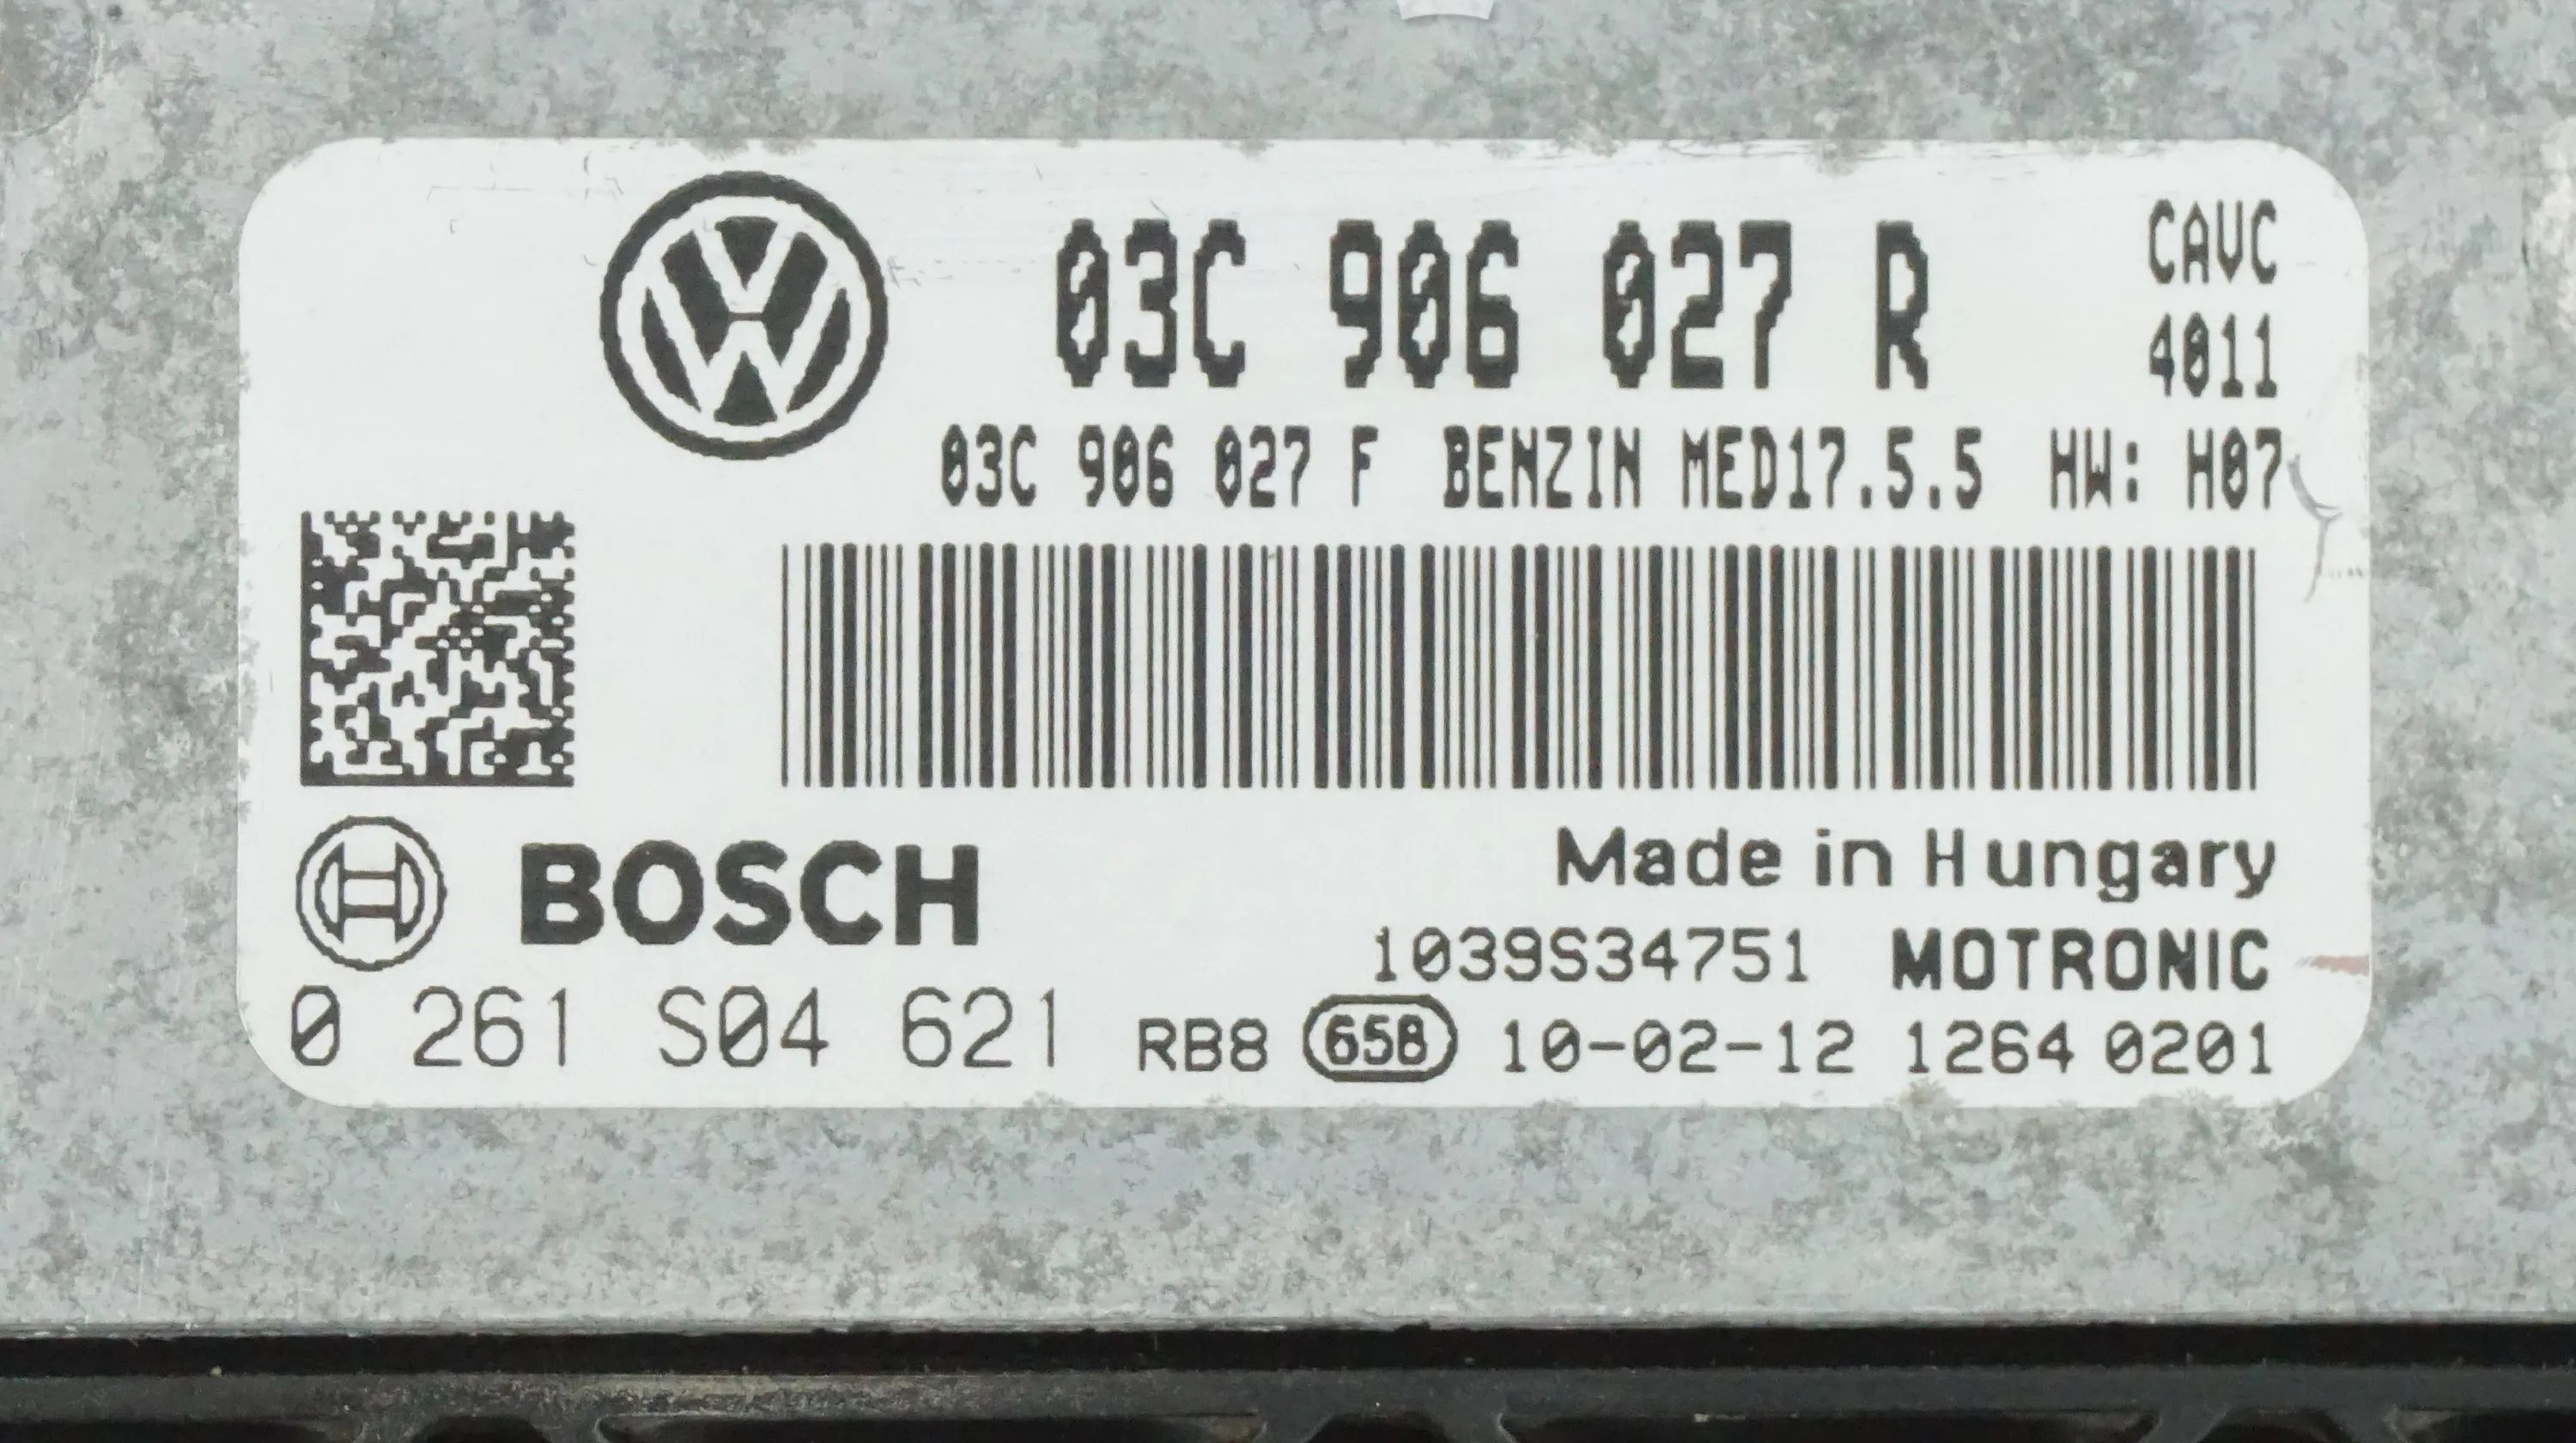 03C 906 027 R
CAVC
4011
03C 906 027 F BENZIN MED17.5.5 HW: H07
BOSCH
Made in Hungary
1039S34751 MOTRONIC
0 261 S04 621
RB8 658 10-02-12 1264 0201